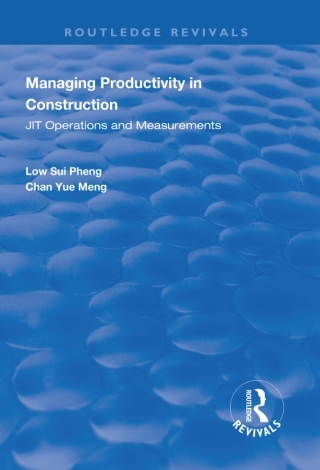 ROUTLEDGE REVIVALS
Managing Productivity in
Construction
JIT Operations and Measurements
Low Sui Pheng
Chan Yue Meng
ROUTLEDGE
REVIVALS